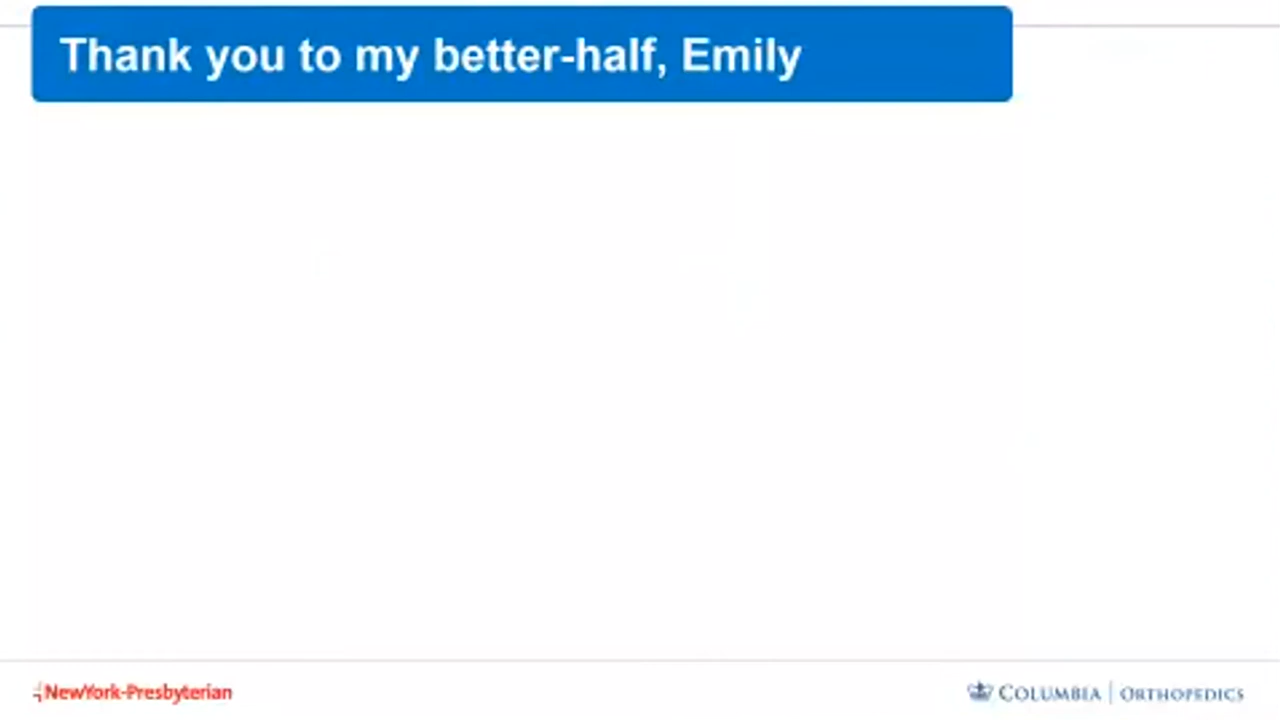 Thank you to my better-half, Emily
NewYork-Presbyterian
COLUMBIA | ORTHOPEDICS